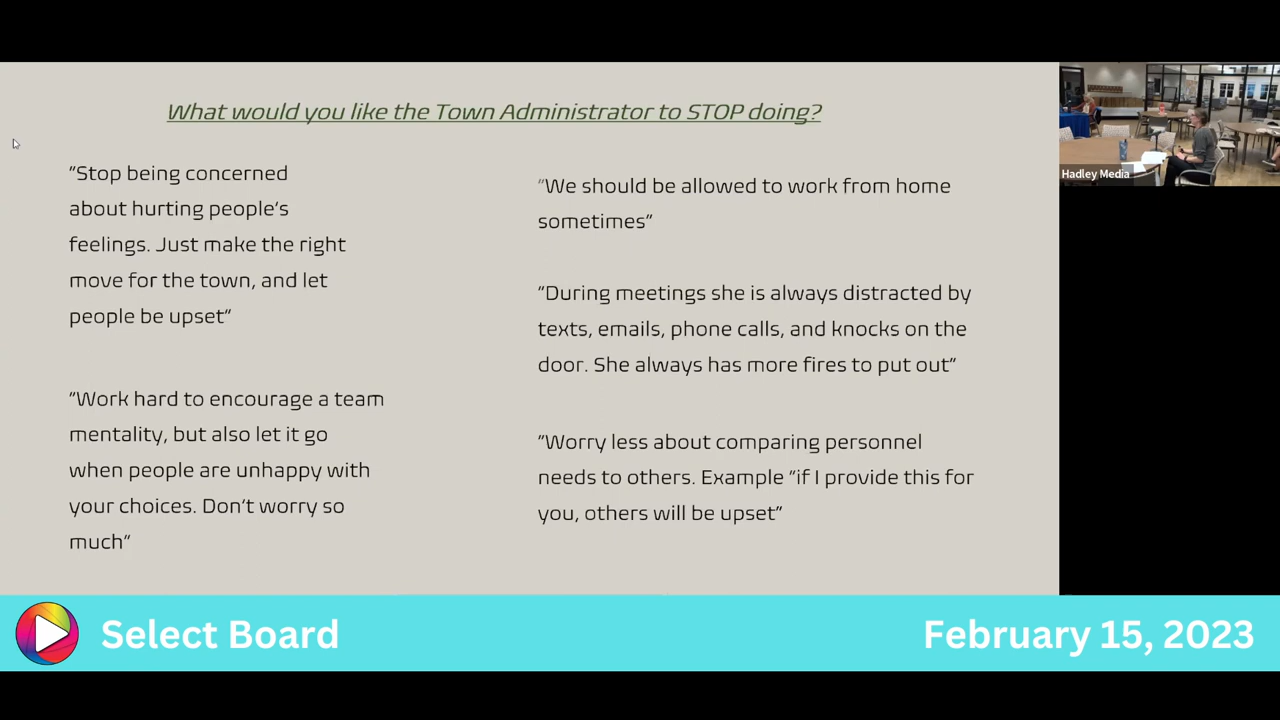 What would you like the Town Administrator to STOP doing?
"Stop being concerned
about hurting people's
feelings. Just make the right
move for the town, and let
people be upset"
"Work hard to encourage a team
mentality, but also let it go
when people are unhappy with
your choices. Don't worry so
much"
"We should be allowed to work from home
sometimes"
"During meetings she is always distracted by
texts, emails, phone calls, and knocks on the
door. She always has more fires to put out"
"Worry less about comparing personnel
needs to others. Example "if I provide this for
you, others will be upset"
Hadley Media
Select Board
February 15, 2023